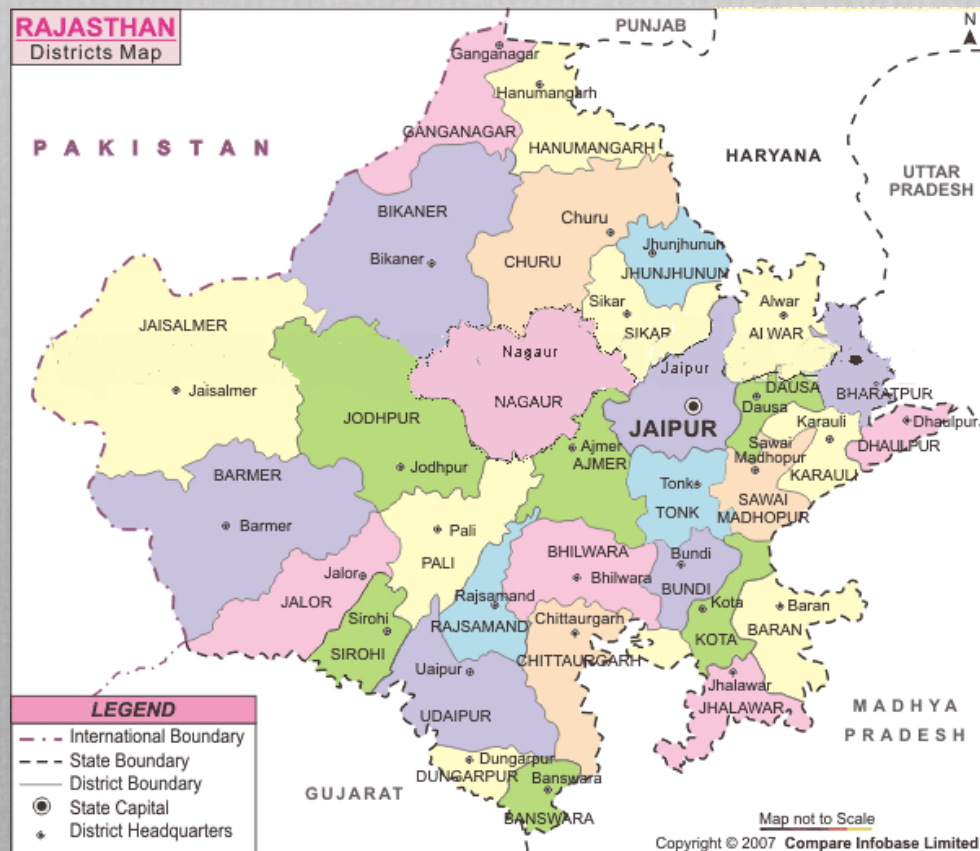 RAJASTHAN
Districts Map
PUNJAB
N
Ganganagar
Hanumangarh
GANGANAGAR
HANUMANGARH
PAKISTAN
HARYANA
UTTAR
PRADESH
BIKANER
Churu
Bikaner
CHURU
Jhunjhunun
JHUNJHUNUN
JAISALMER
Sikar
SIKAR
Alwar
AlWAR
Nagaur
Jaipur
Jaisalmer
NAGAUR
DAUSA
BHARATPUR
Dausa
JODHPUR
JAIPUR
Karauli
Dhaulpur
Ajmer
AJMER
Sawai
Madhopur
DHAULPUR
BARMER
Jodhpur
KARAULI
Tonk
TONK
SAWAI
MADHOPUR
Barmer
Pali
PALI
BHILWARA
Bundi
Jalor
Bhilwara
BUNDI
JALOR
Rajsamand
Kota
Baran
Sirohi
RAJSAMAND
Chittaurgarh
KOTA
BARAN
SIROHI
Uaipur
CHITTAURGARH
Jhalawar
JHALAWAR
UDAIPUR
MADHYA
PRADESH
Dungarpur
DUNGARPUR
Banswara
BANSWARA
GUJARAT
LEGEND
International Boundary
State Boundary
District Boundary
State Capital
District Headquarters
Map not to Scale
Copyright © 2007 Compare Infobase Limited